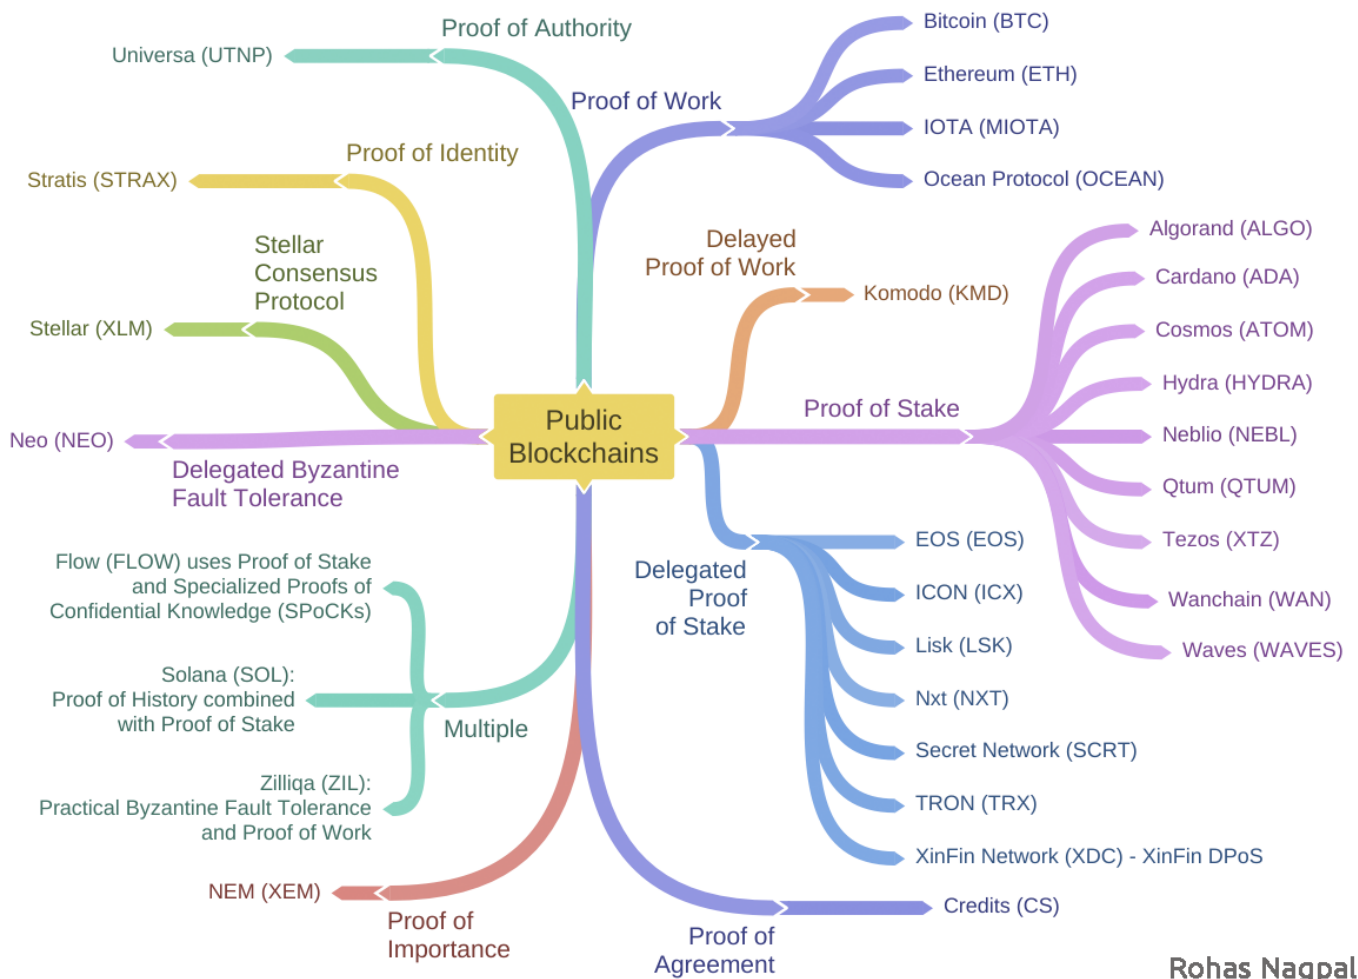 Public
Blockchains
Proof of Authority
Universa (UTNP)
Proof of Identity
Stratis (STRAX)
Stellar
Consensus
Protocol
Stellar (XLM)
Neo (NEO)
Delegated Byzantine
Fault Tolerance
Flow (FLOW) uses Proof of Stake
and Specialized Proofs of
Confidential Knowledge (SPoCKs)
Solana (SOL):
Proof of History combined
with Proof of Stake
Multiple
Zilliqa (ZIL):
Practical Byzantine Fault Tolerance
and Proof of Work
NEM (XEM)
Proof of
Importance
Proof of Work
Bitcoin (BTC)
Ethereum (ETH)
IOTA (MIOTA)
Ocean Protocol (OCEAN)
Delayed
Proof of Work
Komodo (KMD)
Proof of Stake
Algorand (ALGO)
Cardano (ADA)
Cosmos (ATOM)
Hydra (HYDRA)
Neblio (NEBL)
Qtum (QTUM)
Tezos (XTZ)
Wanchain (WAN)
Waves (WAVES)
Delegated
Proof
of Stake
EOS (EOS)
ICON (ICX)
Lisk (LSK)
Nxt (NXT)
Secret Network (SCRT)
TRON (TRX)
XinFin Network (XDC) - XinFin DPoS
Proof of
Agreement
Credits (CS)
Rohas Nagpal